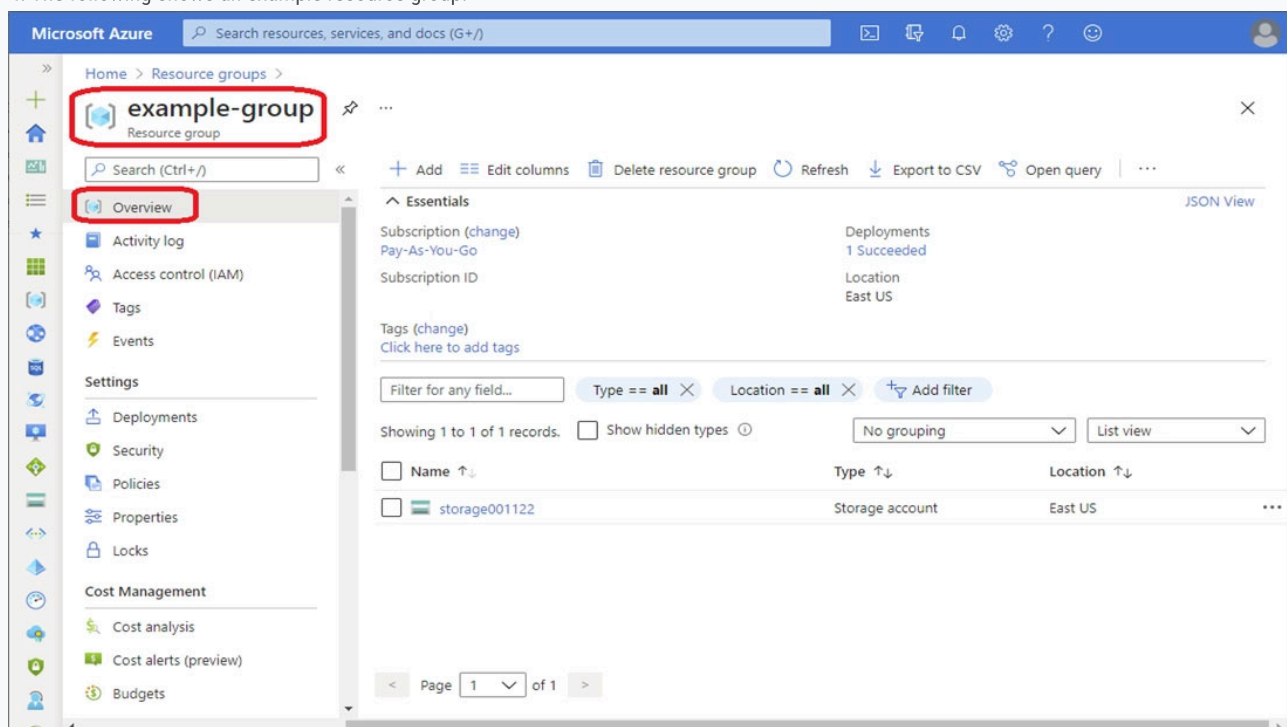 Microsoft Azure
Search resources, services, and docs (G+/)
Home > Resource groups >
example-group
Resource group
Search (Ctrl+/)
Overview
Activity log
Access control (IAM)
Tags
Events
Settings
Deployments
Security
Policies
Properties
Locks
Cost Management
Cost analysis
Cost alerts (preview)
Budgets
Add Edit columns Delete resource group Refresh Export to CSV Open query
Essentials
JSON View
Subscription (change)
Pay-As-You-Go
Subscription ID
Deployments
1 Succeeded
Location
East US
Tags (change)
Click here to add tags
Filter for any field... Type == all Location == all Add filter
Showing 1 to 1 of 1 records. Show hidden types No grouping List view
Name Type Location
storage001122 Storage account East US
< Page 1 of 1 >